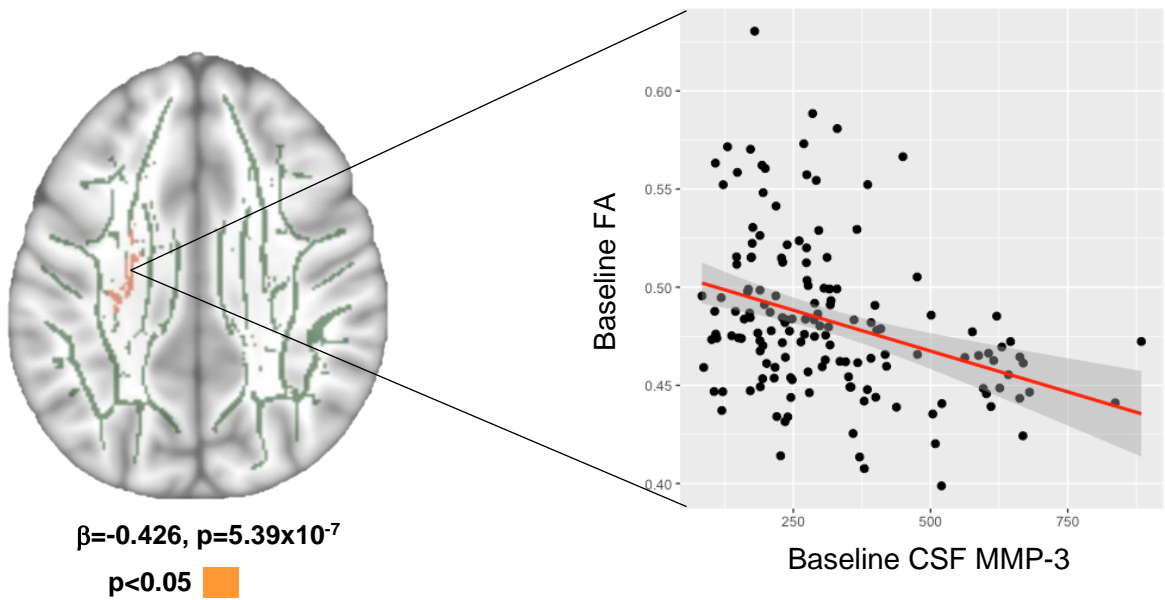 0.60
0.55
0.50
0.45
0.40
Baseline FA
250 500 750
Baseline CSF MMP-3
β=-0.426, p=5.39x10⁻⁷
p<0.05